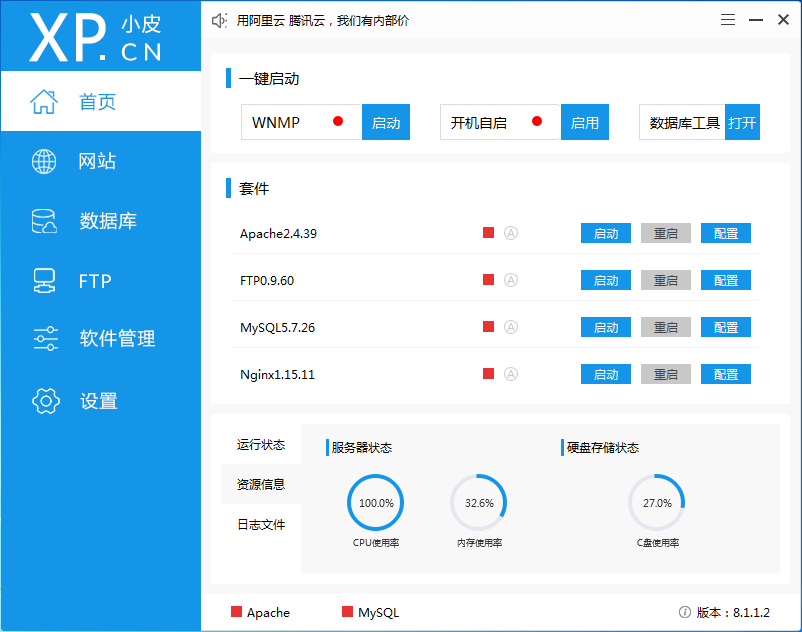 XP.CN 小皮
用阿里云 腾讯云，我们有内部价
首页
网站
数据库
FTP
软件管理
设置
一键启动
WNMP 启动 开机自启 启用 数据库工具 打开
套件
Apache2.4.39 Ⓐ 启动 重启 配置
FTP0.9.60 Ⓐ 启动 重启 配置
MySQL5.7.26 Ⓐ 启动 重启 配置
Nginx1.15.11 Ⓐ 启动 重启 配置
运行状态
资源信息
日志文件
服务器状态 硬盘存储状态
100.0% 32.6% 27.0%
CPU使用率 内存使用率 C盘使用率
Apache MySQL 版本：8.1.1.2